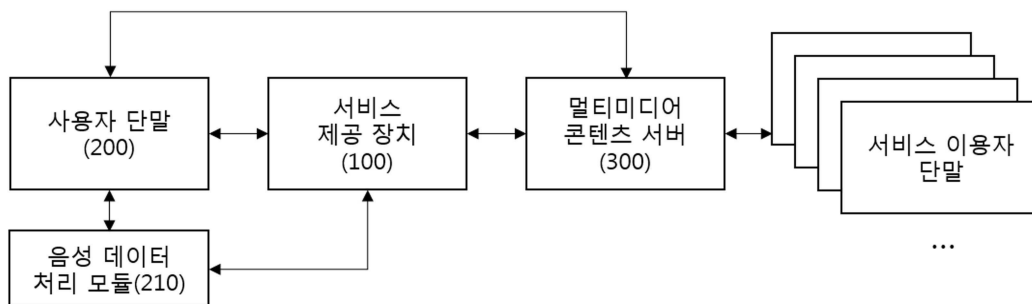 사용자 단말
(200)
서비스
제공 장치
(100)
멀티미디어
콘텐츠 서버
(300)
서비스 이용자
단말
...
음성 데이터
처리 모듈(210)